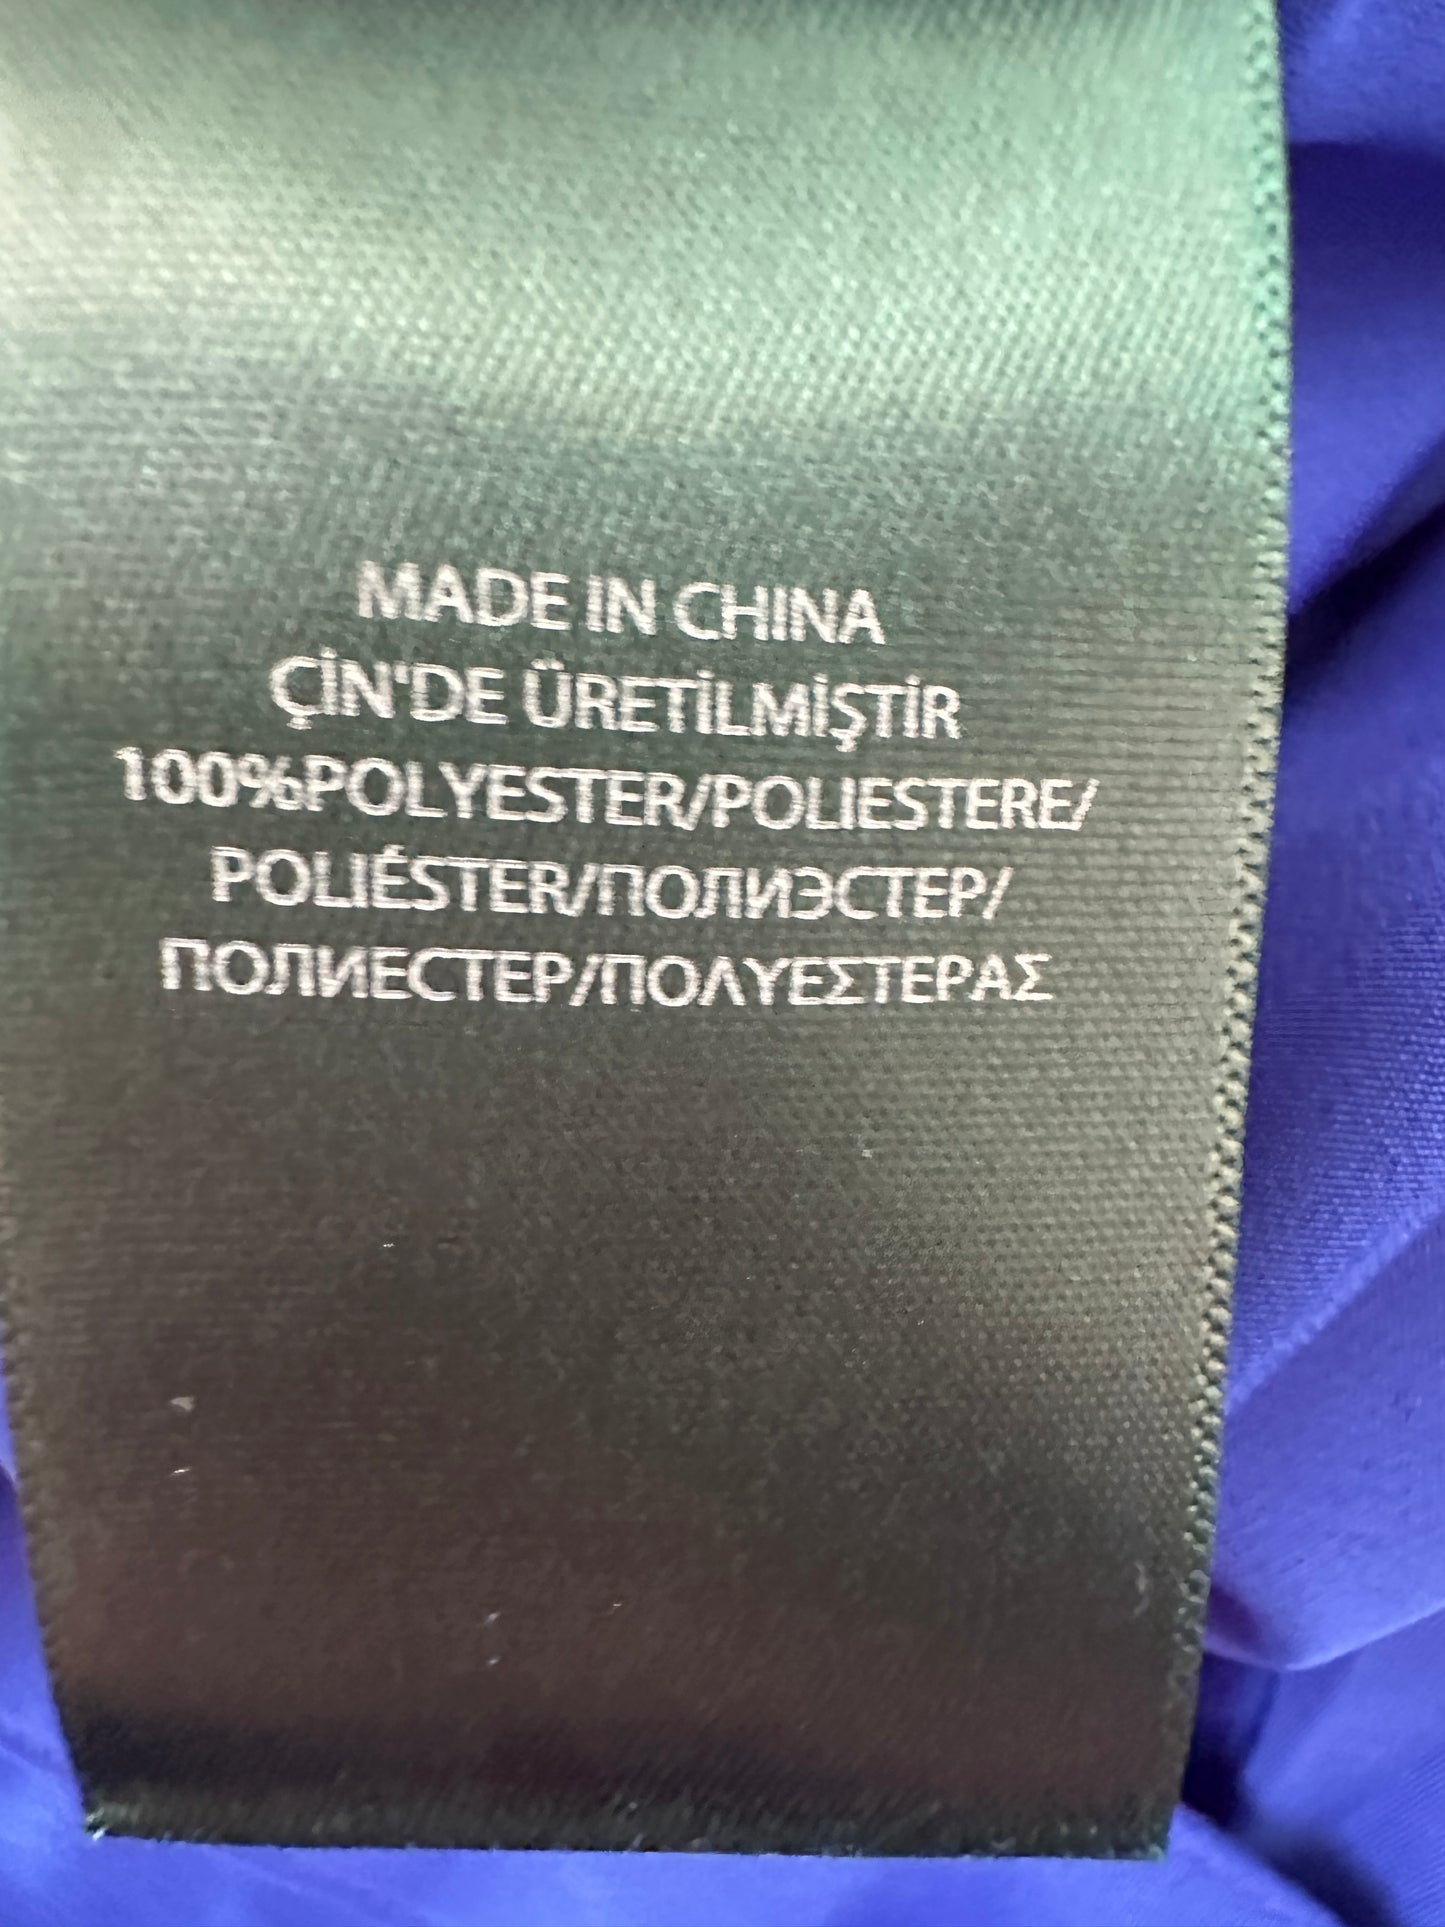 MADE IN CHINA
ÇİN'DE ÜRETİLMİŞTİR
100%POLYESTER/POLIESTERE/
POLIÉSTER/ПОЛИЭСТЕР/
ПОЛИЕСТЕР/ΠΟΛΥΕΣΤΕΡΑΣ